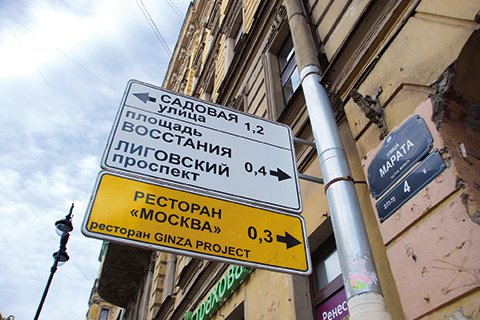 САДОВАЯ
улица 1,2
площадь
ВОССТАНИЯ
ЛИГОВСКИЙ 0,4
проспект
РЕСТОРАН
«МОСКВА» 0,3
ресторан GINZA PROJECT
УЛИЦА
МАРАТА
4